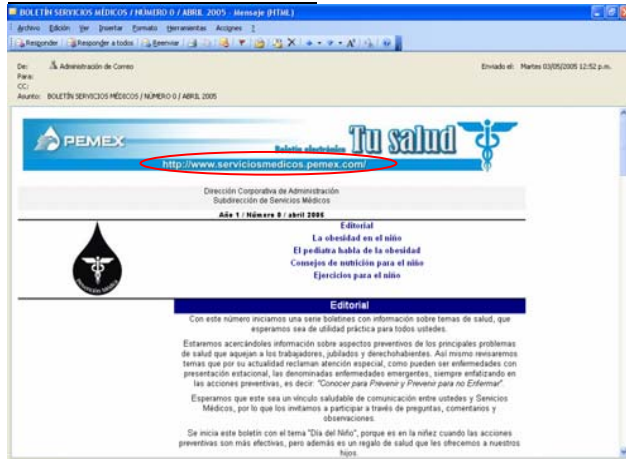 BOLETÍN SERVICIOS MÉDICOS / NÚMERO 0 / ABRIL 2005 - Mensaje (HTML)
Archivo Edición Ver Insertar Formato Herramientas Acciones ?
Responder Responder a todos Reenviar
De: Administración de Correo Enviado el: Martes 03/05/2005 12:52 p.m.
Para:
CC:
Asunto: BOLETÍN SERVICIOS MÉDICOS / NÚMERO 0 / ABRIL 2005
PEMEX
Boletín electrónico Tu salud
http://www.serviciosmedicos.pemex.com/
Dirección Corporativa de Administración
Subdirección de Servicios Médicos
Año 1 / Número 0 / abril 2005
Editorial
La obesidad en el niño
El pediatra habla de la obesidad
Consejos de nutrición para el niño
Ejercicios para el niño
Editorial
Con este número iniciamos una serie boletines con información sobre temas de salud, que
esperamos sea de utilidad práctica para todos ustedes.
Estaremos acercándoles información sobre aspectos preventivos de los principales problemas
de salud que aquejan a los trabajadores, jubilados y derechohabientes. Así mismo revisaremos
temas que por su actualidad reclaman atención especial, como pueden ser enfermedades con
presentación estacional, las denominadas enfermedades emergentes, siempre enfatizando en
las acciones preventivas, es decir: "Conocer para Prevenir y Prevenir para no Enfermar".
Esperamos que este sea un vínculo saludable de comunicación entre ustedes y Servicios
Médicos, por lo que los invitamos a participar a través de preguntas, comentarios y
observaciones.
Se inicia este boletín con el tema "Día del Niño", porque es en la niñez cuando las acciones
preventivas son más efectivas, pero además es un regalo de salud que les ofrecemos a nuestros
hijos.